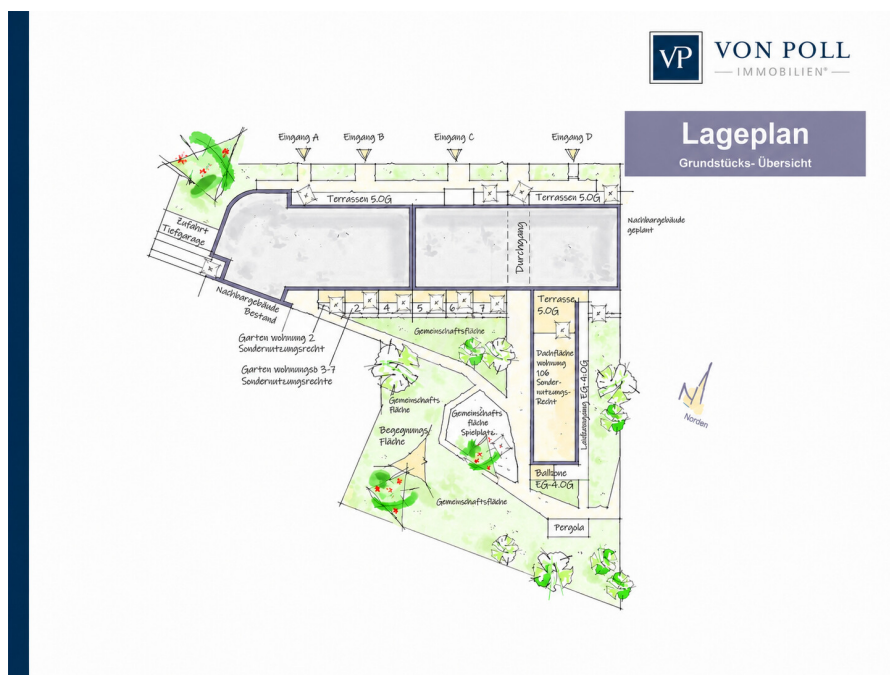 VP
VON POLL
IMMOBILIEN®
Lageplan
Grundstücks- Übersicht
Eingang A
Eingang B
Eingang C
Eingang D
Terrassen 5.OG
Terrassen 5.OG
Zufahrt
Tiefgarage
Nachbargebäude
geplant
Durchgang
Nachbargebäude
Bestand
2
4
5
6
7
Terrasse
5.OG
Garten wohnung 2
Sondernutzungsrecht
Garten wohnungsb 3-7
Sondernutzungsrechte
Gemeinschaftsfläche
Dachfläche
wohnung
106
Sonder-
nutzungs-
Recht
Laubengang EG-4.OG
Gemeinschafts
fläche
Gemeinschafts
fläche
Spielplatz
Begegnungs
Fläche
Norden
Balkone
EG-4.OG
Gemeinschaftsfläche
Pergola